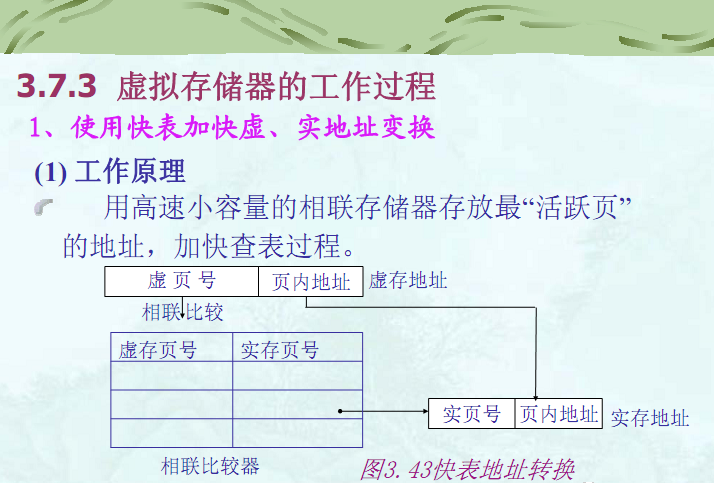 3.7.3 虚拟存储器的工作过程
1、使用快表加快虚、实地址变换
(1) 工作原理
用高速小容量的相联存储器存放最“活跃页”
的地址，加快查表过程。
虚 页 号 页内地址 虚存地址
相联比较
虚存页号 实存页号
实页号 页内地址 实存地址
相联比较器
图3.43快表地址转换